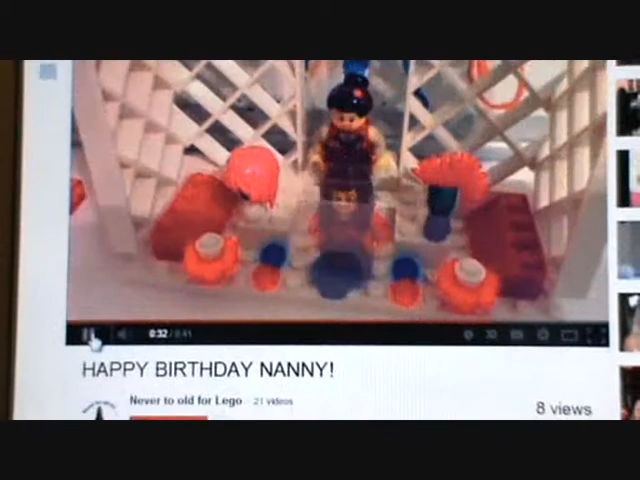 0:32 / 0:41
HAPPY BIRTHDAY NANNY!
Never to old for Lego 21 videos
8 views